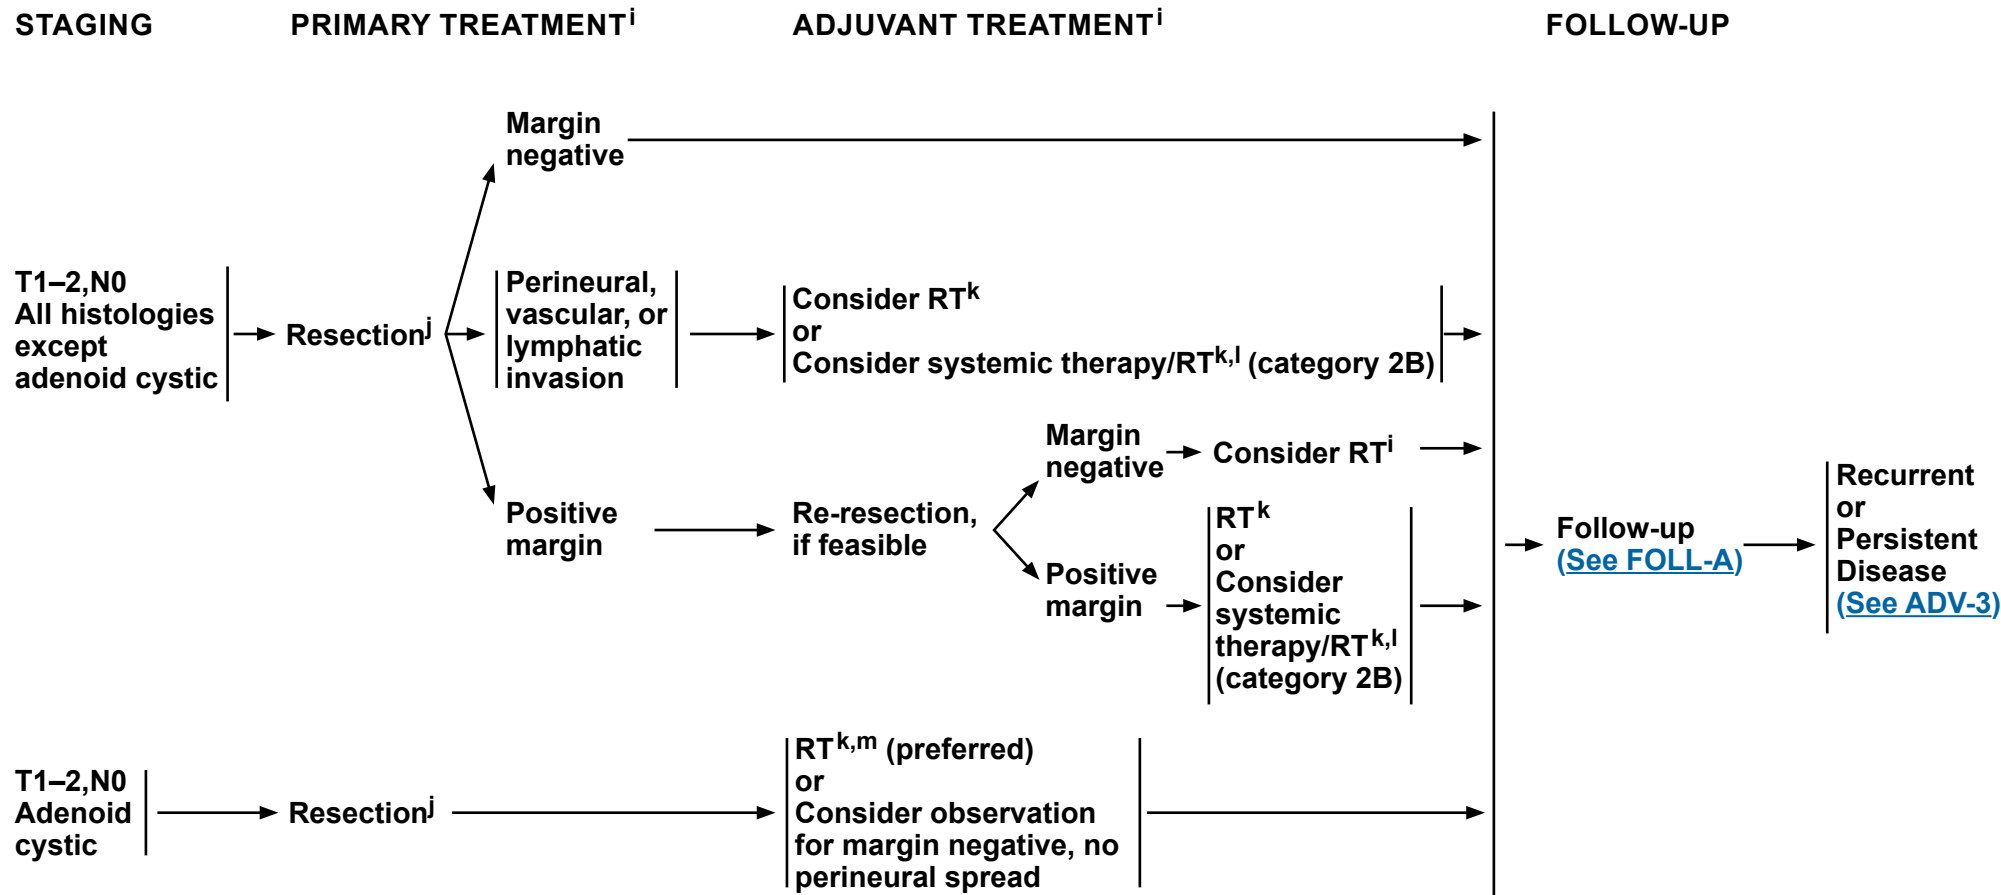 STAGING
PRIMARY TREATMENTi
ADJUVANT TREATMENTi
FOLLOW-UP
Margin
negative
T1–2,N0
All histologies
except
adenoid cystic
Resectionj
Perineural,
vascular, or
lymphatic
invasion
Consider RTk
or
Consider systemic therapy/RTk,l (category 2B)
Positive
margin
Re-resection,
if feasible
Margin
negative
Consider RTi
Positive
margin
RTk
or
Consider
systemic
therapy/RTk,l
(category 2B)
Follow-up
(See FOLL-A)
Recurrent
or
Persistent
Disease
(See ADV-3)
T1–2,N0
Adenoid
cystic
Resectionj
RTk,m (preferred)
or
Consider observation
for margin negative, no
perineural spread